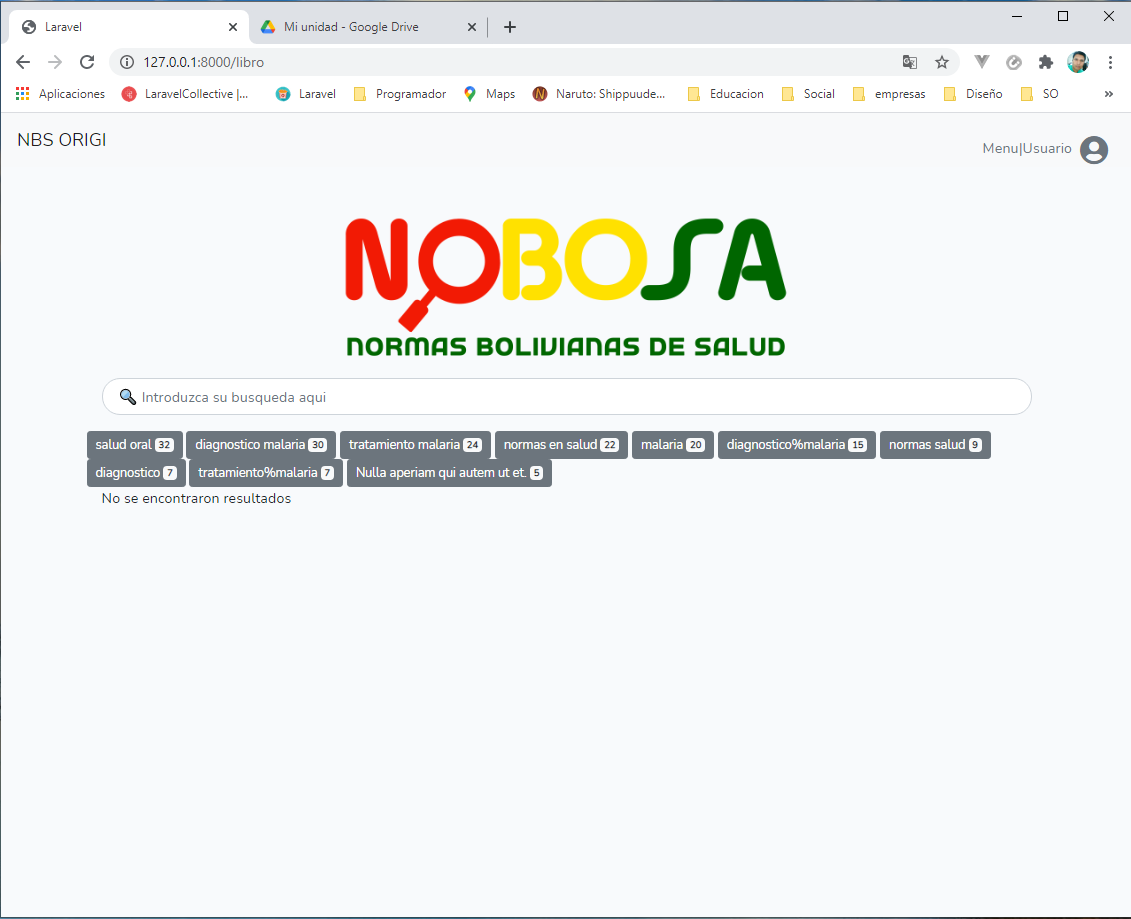 Laravel
Mi unidad - Google Drive
127.0.0.1:8000/libro
Aplicaciones LaravelCollective |... Laravel Programador Maps Naruto: Shippuude... Educacion Social empresas Diseño SO »
NBS ORIGI
Menu|Usuario
NOBOSA
NORMAS BOLIVIANAS DE SALUD
Introduzca su busqueda aqui
salud oral 32 diagnostico malaria 30 tratamiento malaria 24 normas en salud 22 malaria 20 diagnostico%malaria 15 normas salud 9
diagnostico 7 tratamiento%malaria 7 Nulla aperiam qui autem ut et. 5
No se encontraron resultados